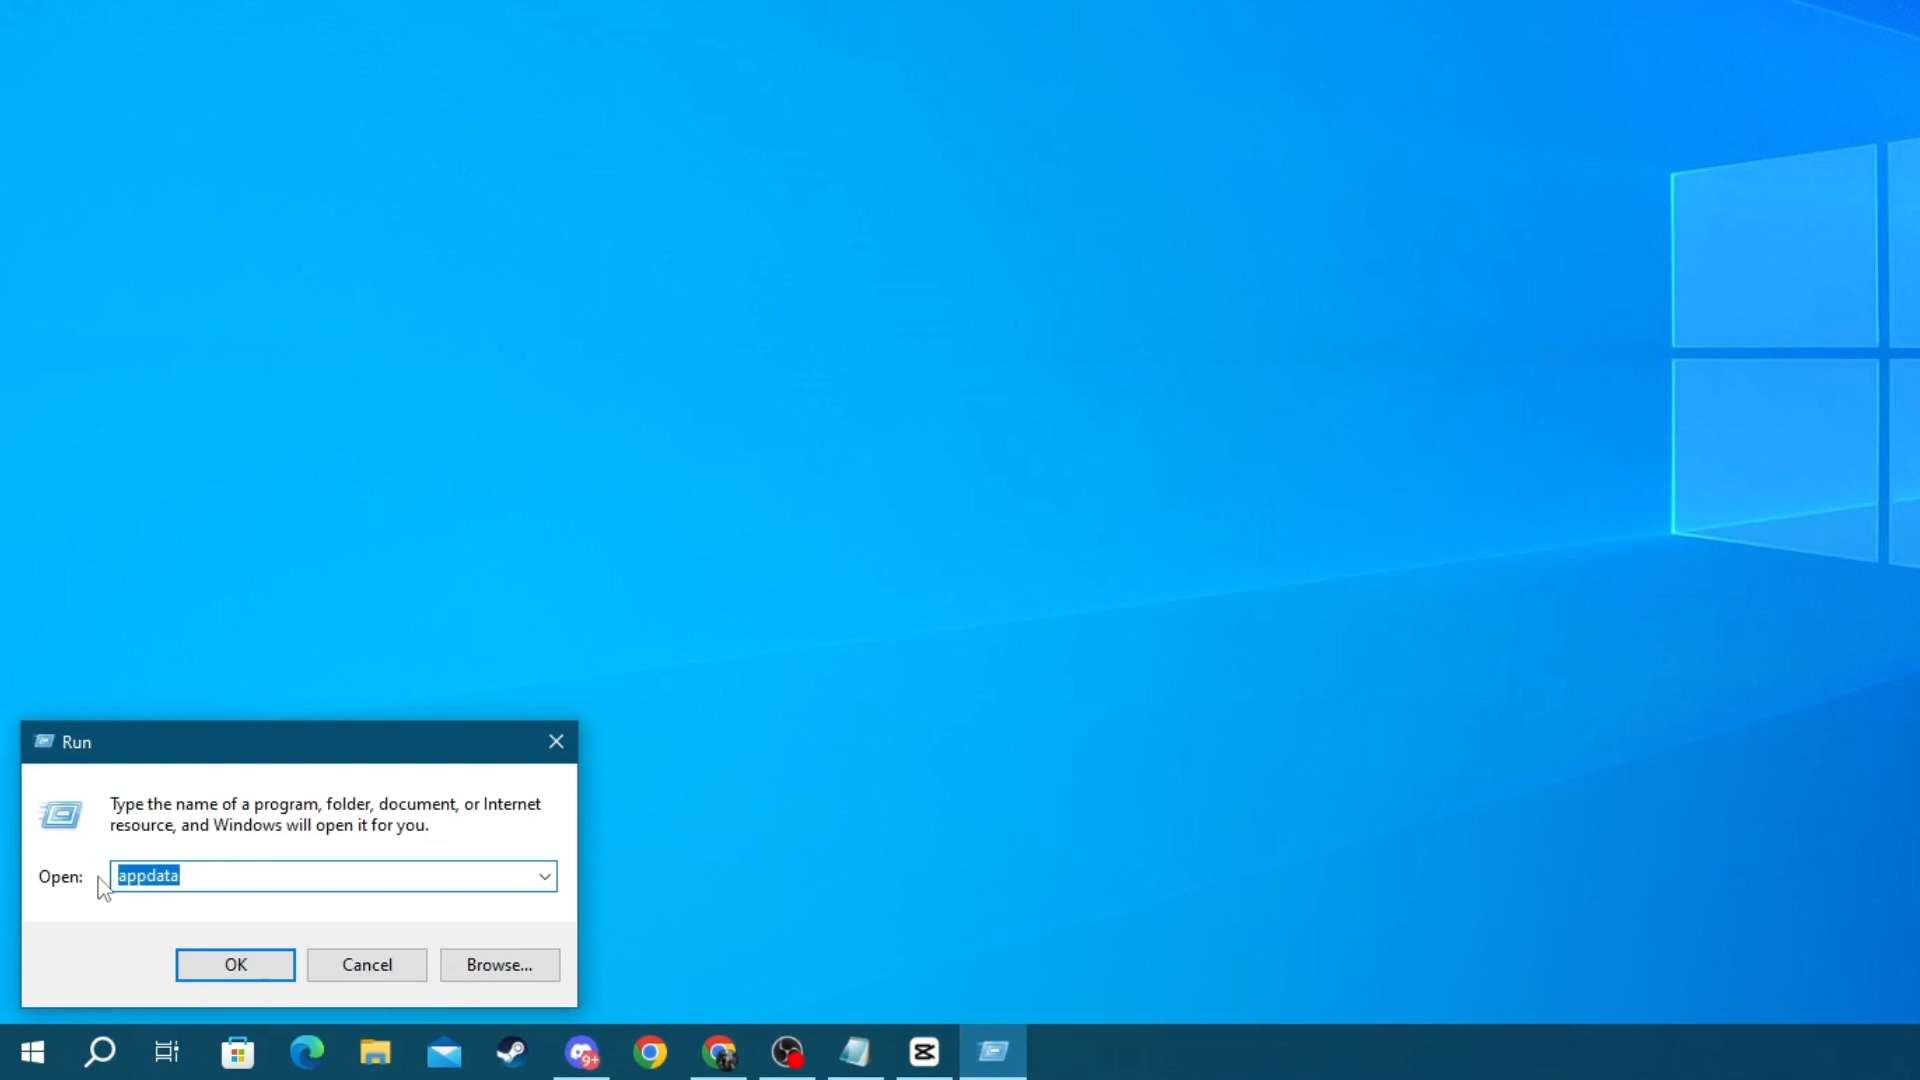 Run
Type the name of a program, folder, document, or Internet
resource, and Windows will open it for you.
Open: appdata
OK Cancel Browse...
9+